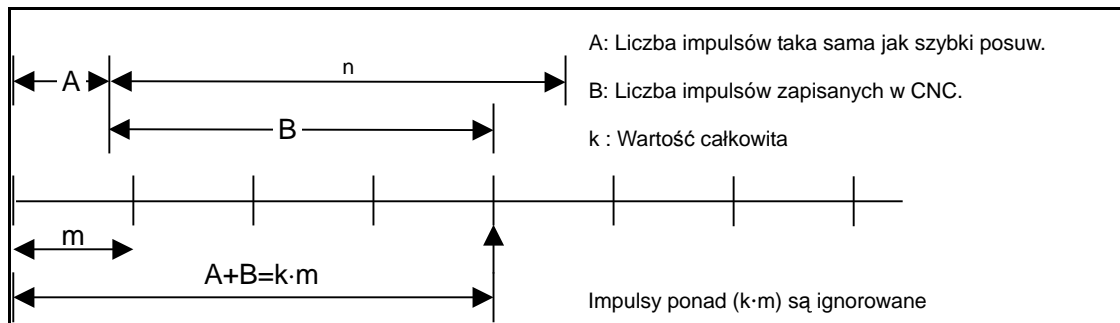 A
n
B
m
A+B=k·m
A: Liczba impulsów taka sama jak szybki posuw.
B: Liczba impulsów zapisanych w CNC.
k : Wartość całkowita
Impulsy ponad (k·m) są ignorowane